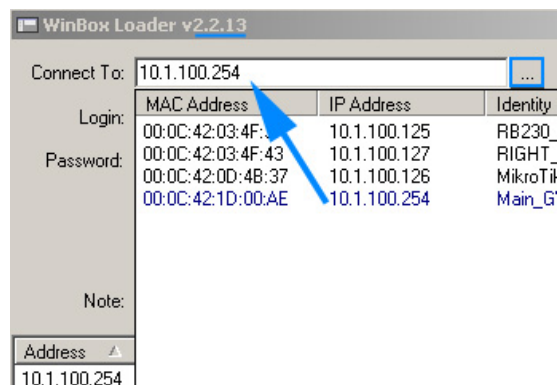 WinBox Loader v2.2.13
Connect To: 10.1.100.254 ...
MAC Address IP Address Identity
Login:
00:0C:42:03:4F: 10.1.100.125 RB230_
Password: 00:0C:42:03:4F:43 10.1.100.127 RIGHT_
00:0C:42:0D:4B:37 10.1.100.126 MikroTik
00:0C:42:1D:00:AE 10.1.100.254 Main_G
Note:
Address
10.1.100.254